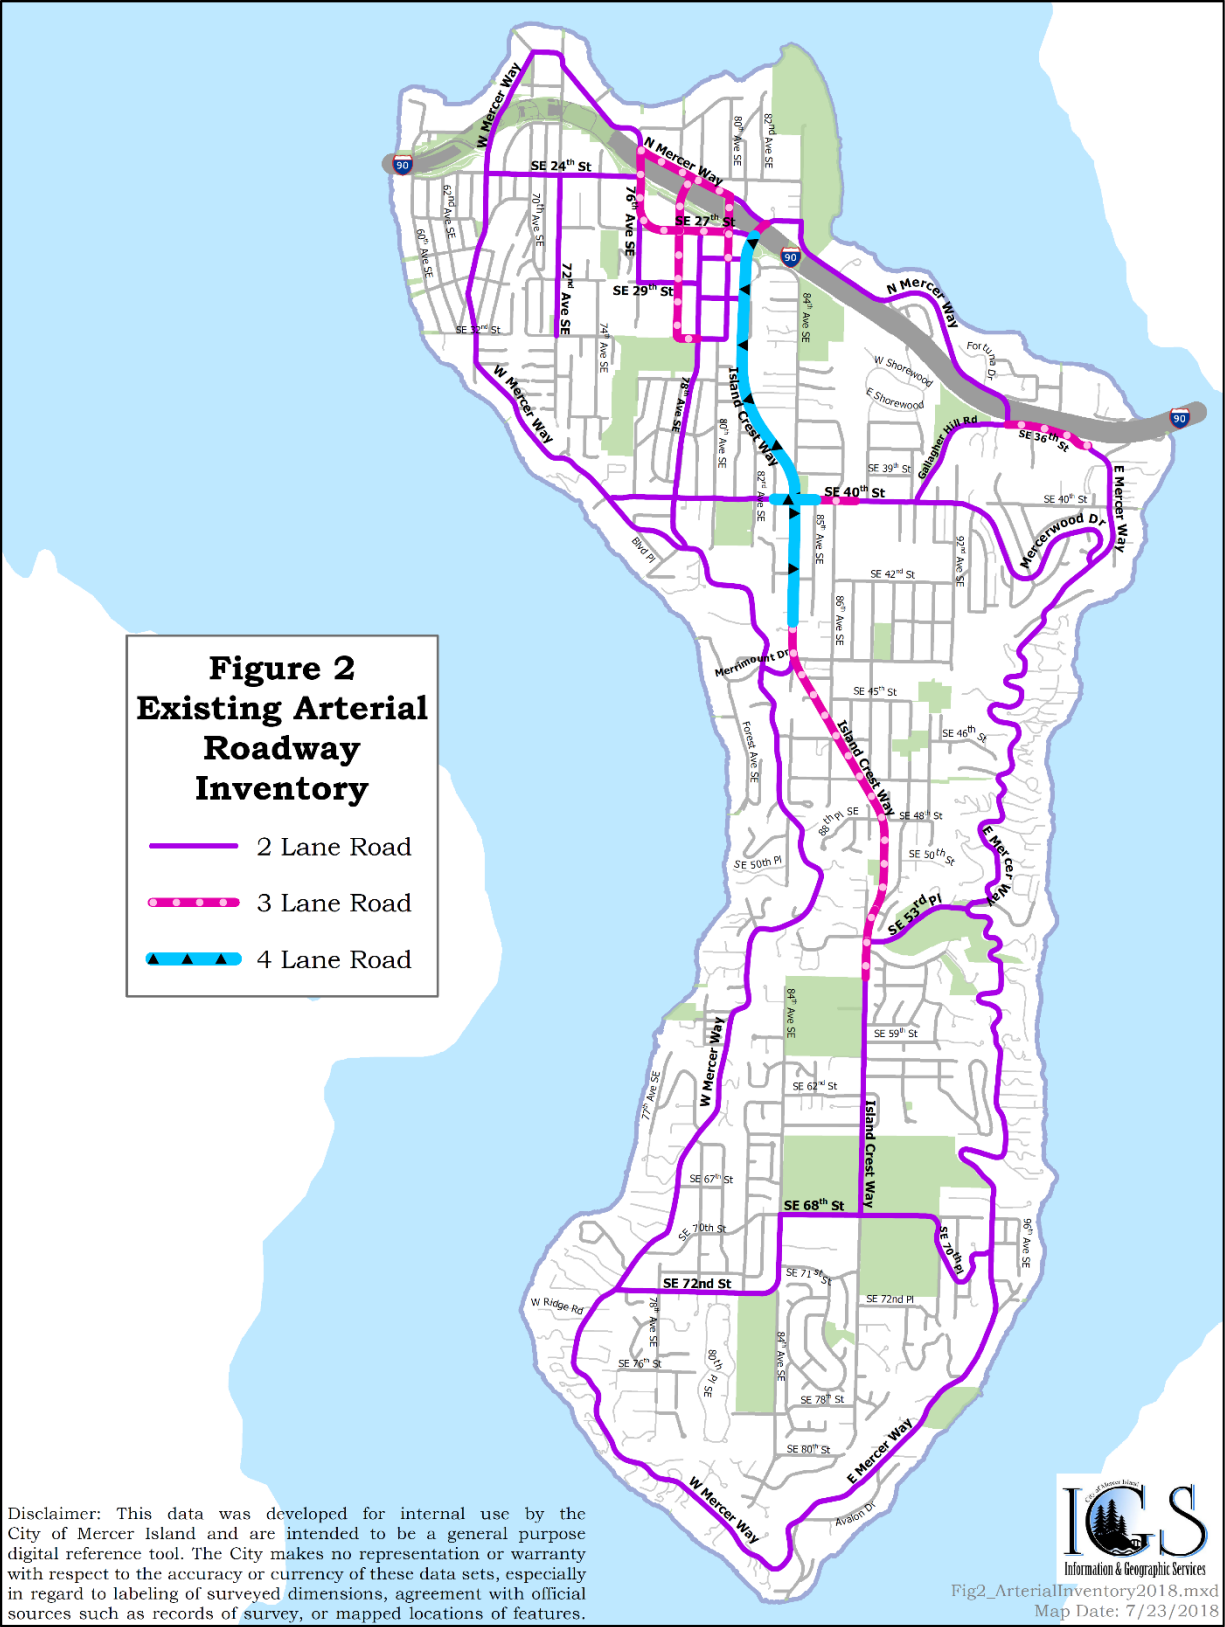 W Mercer Way
80th Ave SE
82nd Ave SE
N Mercer Way
90
SE 24th St
62nd Ave SE
70th Ave SE
76th Ave SE
SE 27th St
60th Ave SE
90
72nd Ave SE
SE 29th St
N Mercer Way
84th Ave SE
SE 32nd St
74th Ave SE
Fortuna Dr
W Shorewood
E Shorewood
W Mercer Way
78th Ave SE
Island Crest Way
80th Ave SE
90
Gallagher Hill Rd
SE 36th St
SE 39th St
82nd Ave SE
SE 40th St
SE 40th St
E Mercer Way
Mercerwood Dr
85th Ave SE
Blvd Pl
92nd Ave SE
SE 42nd St
86th Ave SE
Merrimount Dr
SE 45th St
Forest Ave SE
Island Crest Way
SE 46th St
88th Pl SE
SE 48th St
E Mercer Way
SE 50th St
SE 50th Pl
SE 53rd Pl
84th Ave SE
W Mercer Way
SE 59th St
77th Ave SE
SE 62nd St
Island Crest Way
SE 67th St
SE 68th St
SE 70th St
SE 70th Pl
96th Ave SE
SE 71st St
SE 72nd St
W Ridge Rd
78th Ave SE
SE 72nd Pl
84th Ave SE
SE 76th St
80th Pl SE
SE 78th St
SE 80th St
E Mercer Way
W Mercer Way
Avalon Dr
Figure 2
Existing Arterial
Roadway
Inventory
2 Lane Road
3 Lane Road
4 Lane Road
Disclaimer: This data was developed for internal use by the
City of Mercer Island and are intended to be a general purpose
digital reference tool. The City makes no representation or warranty
with respect to the accuracy or currency of these data sets, especially
in regard to labeling of surveyed dimensions, agreement with official
sources such as records of survey, or mapped locations of features.
City of Mercer Island
IGS
Information & Geographic Services
Fig2_ArterialInventory2018.mxd
Map Date: 7/23/2018